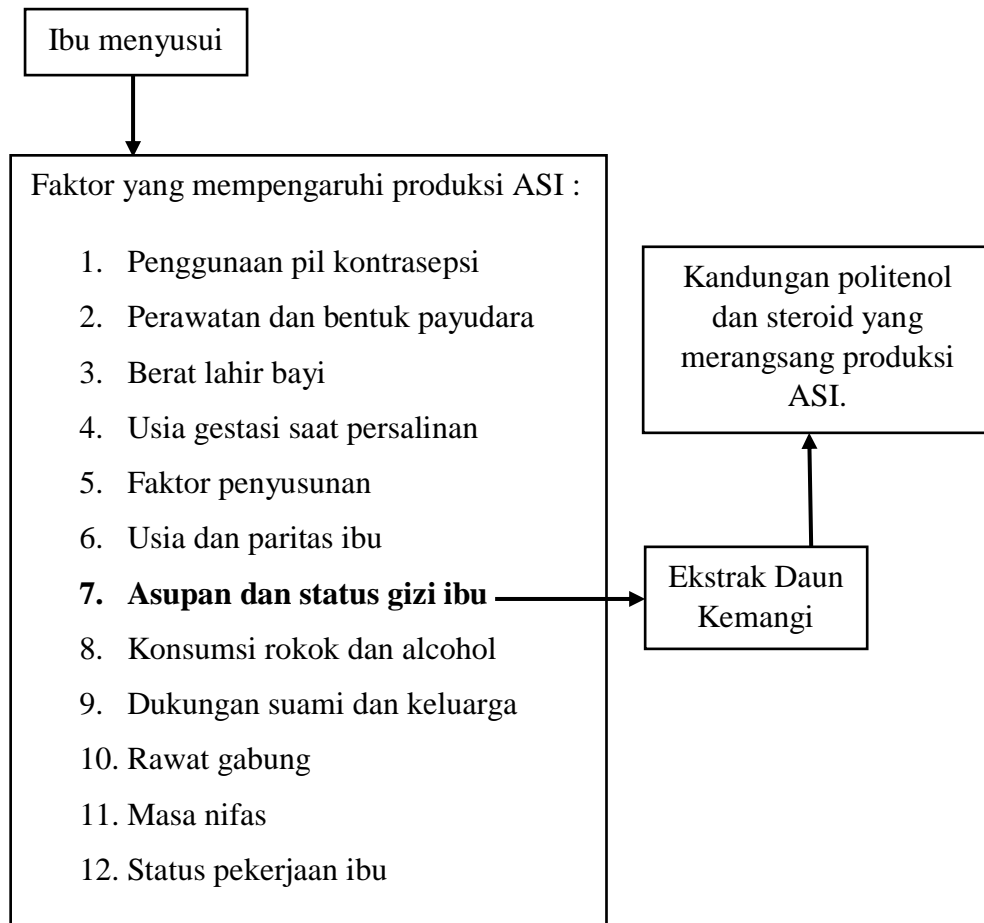 Ibu menyusui
Faktor yang mempengaruhi produksi ASI :
1. Penggunaan pil kontrasepsi
2. Perawatan dan bentuk payudara
3. Berat lahir bayi
4. Usia gestasi saat persalinan
5. Faktor penyusunan
6. Usia dan paritas ibu
7. Asupan dan status gizi ibu
8. Konsumsi rokok dan alcohol
9. Dukungan suami dan keluarga
10. Rawat gabung
11. Masa nifas
12. Status pekerjaan ibu
Ekstrak Daun
Kemangi
Kandungan politenol
dan steroid yang
merangsang produksi
ASI.